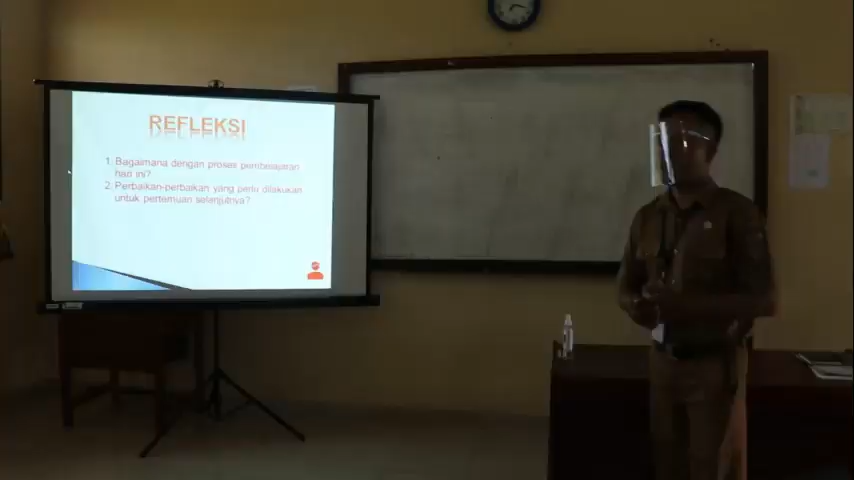 REFLEKSI
1. Bagaimana dengan proses pembelajaran
hari ini?
2. Perbaikan-perbaikan yang perlu dilakukan
untuk pertemuan selanjutnya?